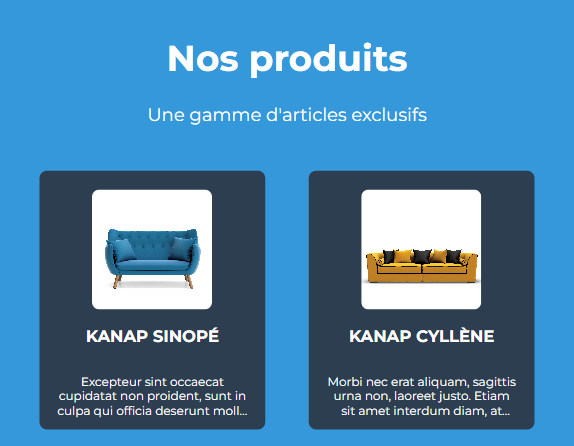 Nos produits
Une gamme d'articles exclusifs
KANAP SINOPÉ
Excepteur sint occaecat
cupidatat non proident, sunt in
culpa qui officia deserunt moll...
KANAP CYLLÈNE
Morbi nec erat aliquam, sagittis
urna non, laoreet justo. Etiam
sit amet interdum diam, at...